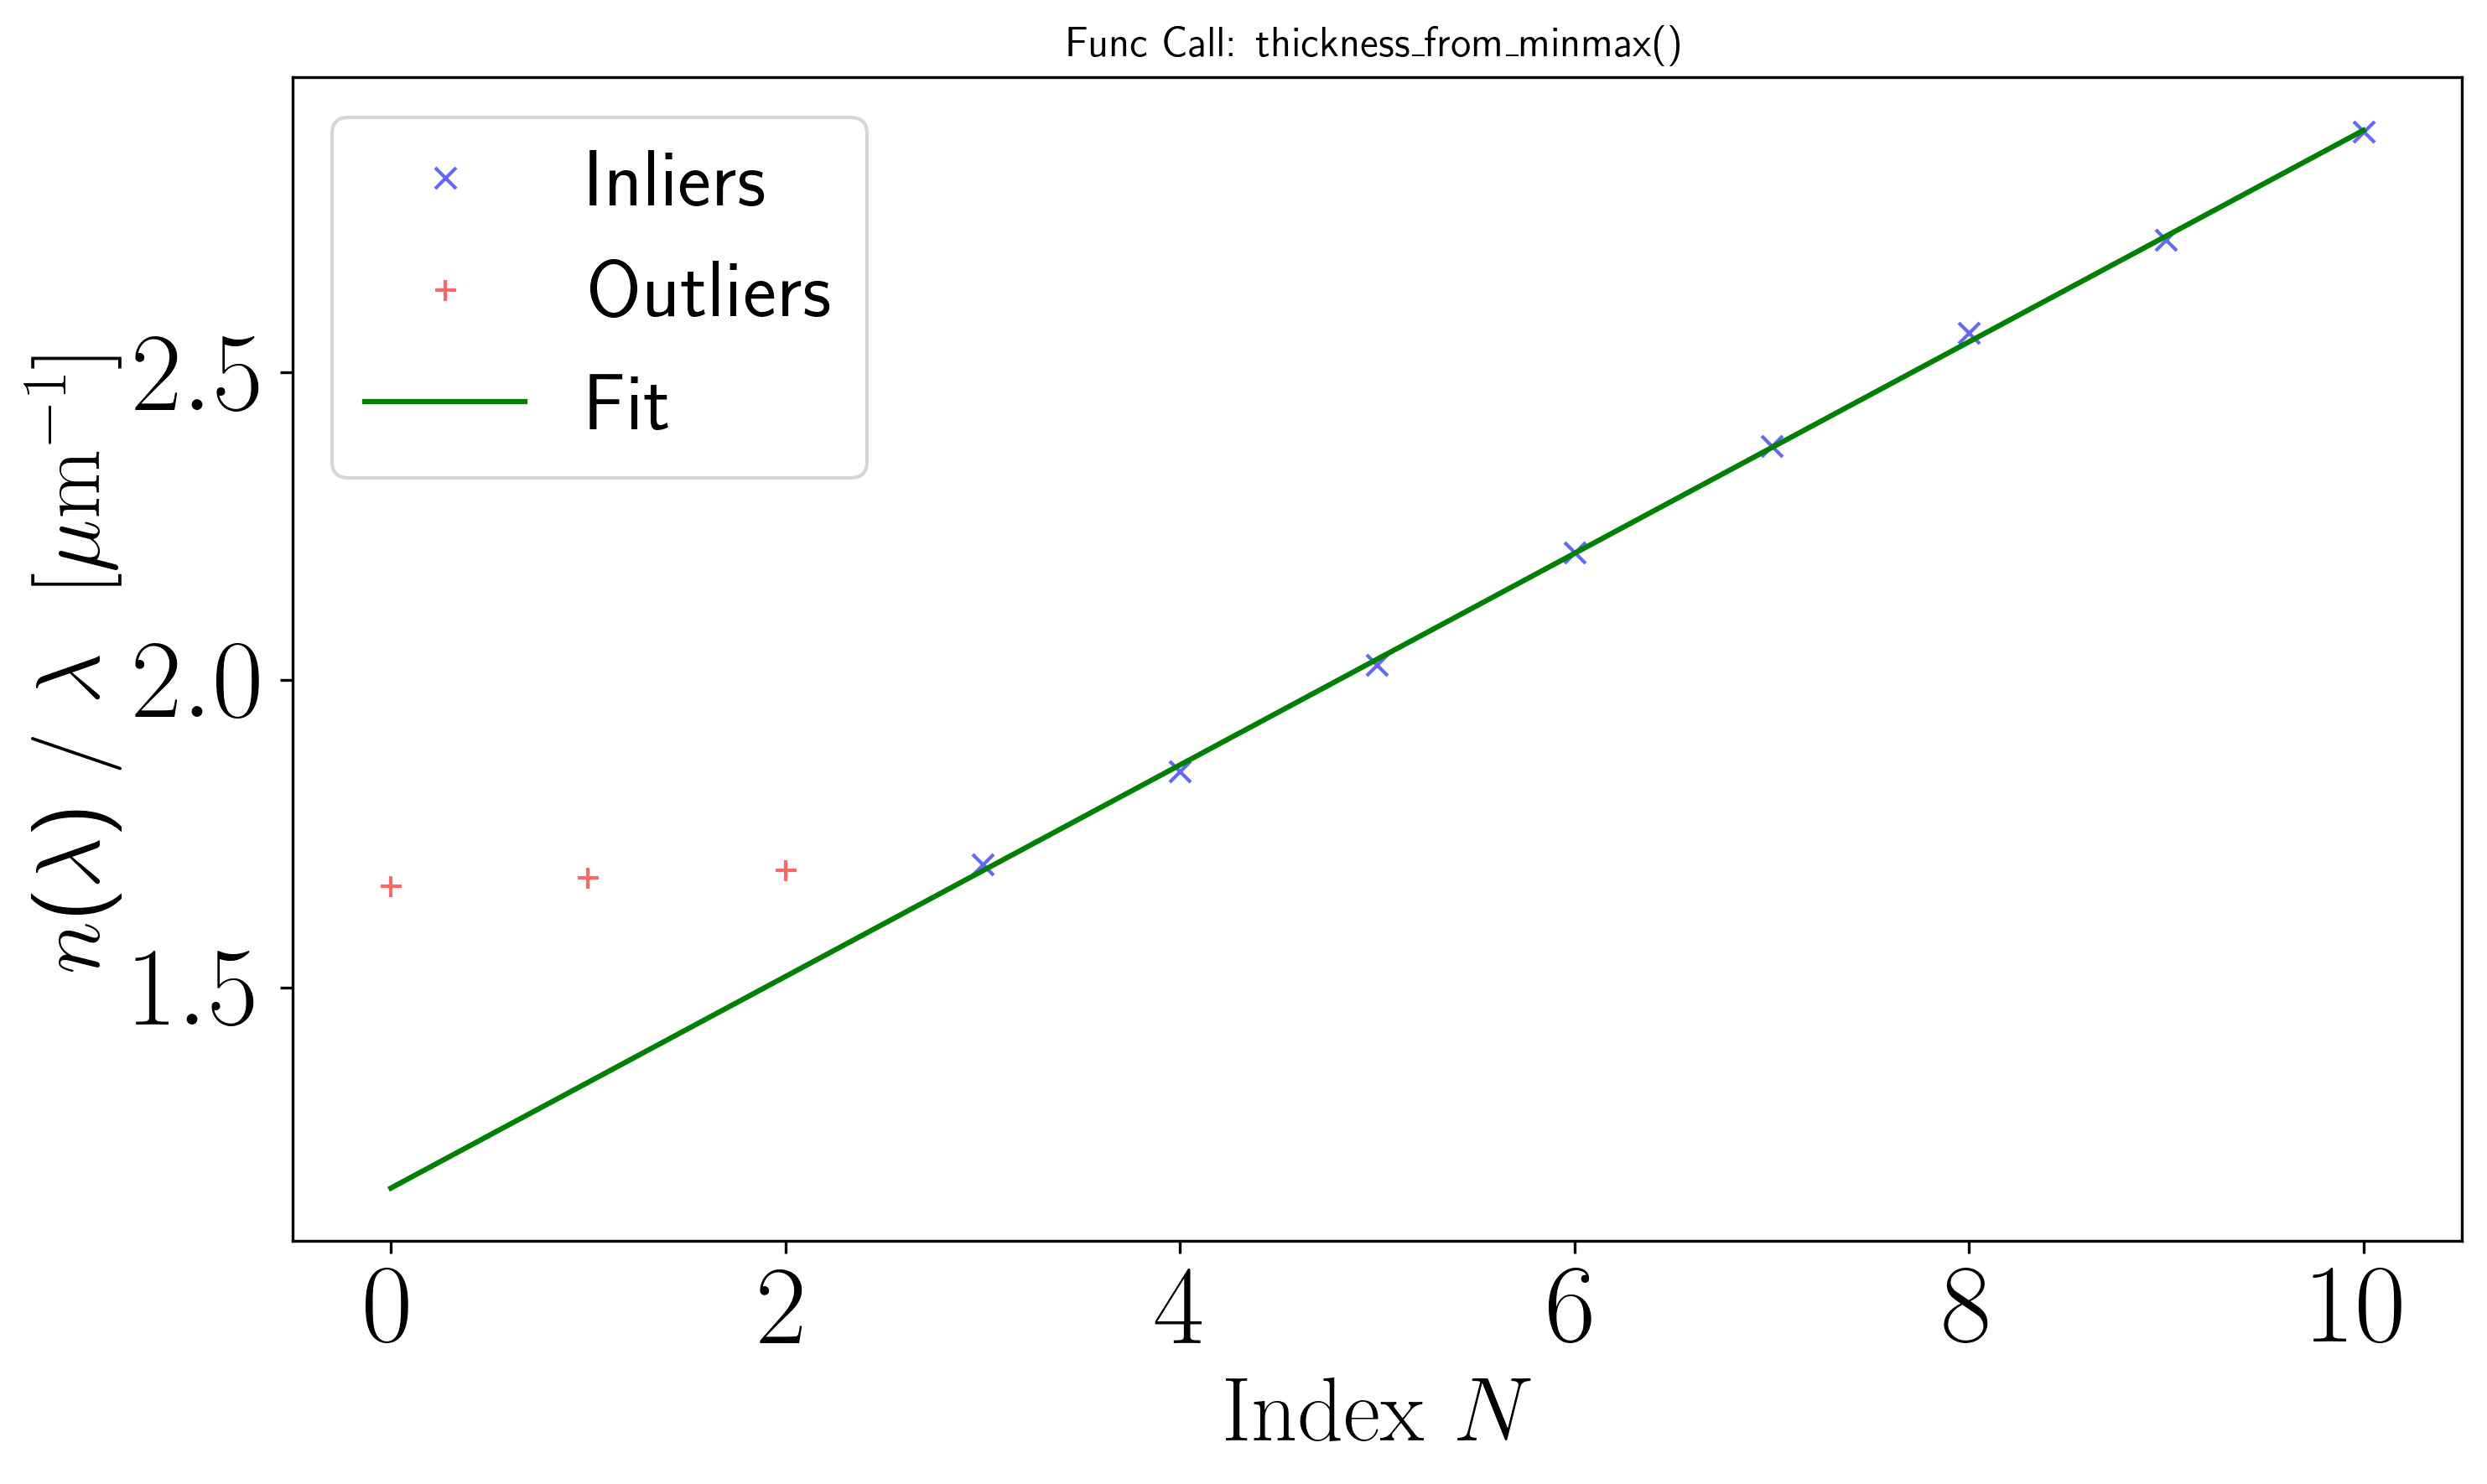 Func Call: thickness_from_minmax()
Inliers
Outliers
Fit
n(λ) / λ [μm⁻¹]
2.5
2.0
1.5
0 2 4 6 8 10
Index N